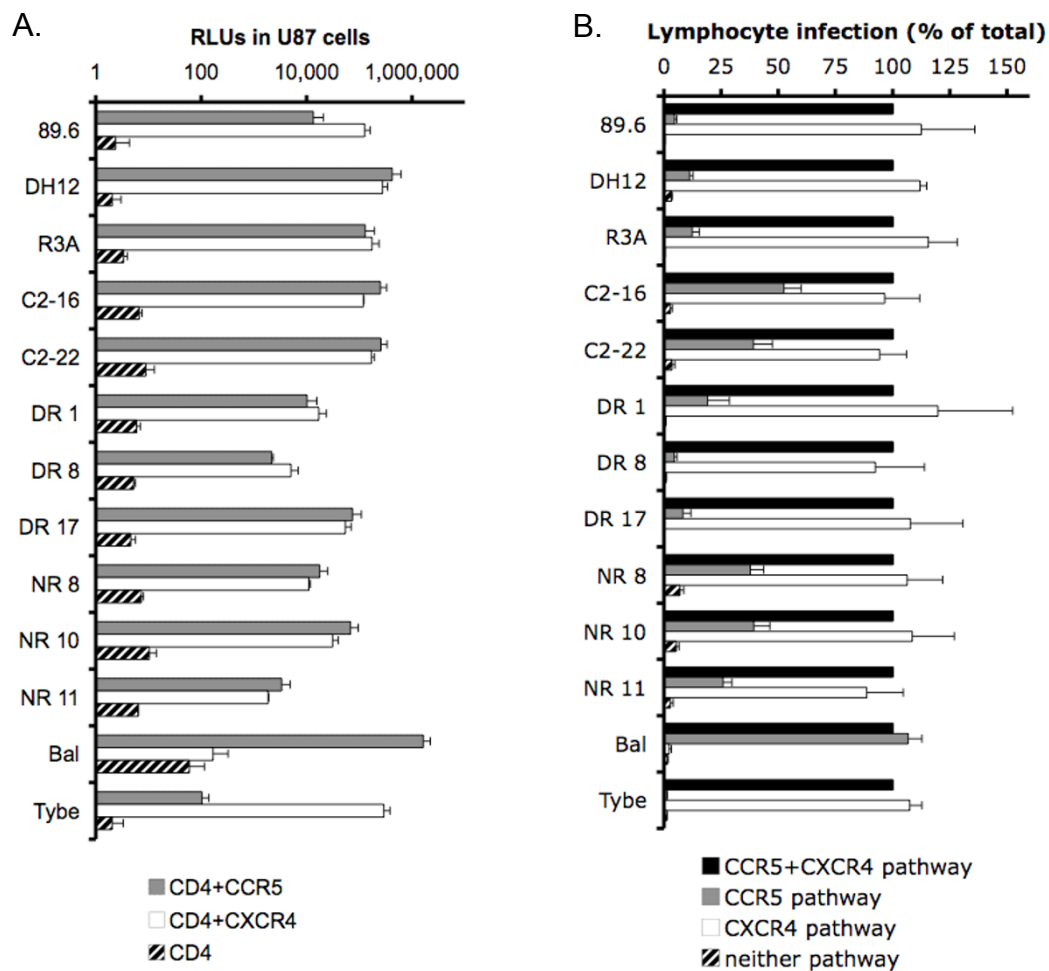 A.
RLUs in U87 cells
1 100 10,000 1,000,000
89.6
DH12
R3A
C2-16
C2-22
DR 1
DR 8
DR 17
NR 8
NR 10
NR 11
Bal
Tybe
CD4+CCR5
CD4+CXCR4
CD4
B.
Lymphocyte infection (% of total)
0 25 50 75 100 125 150
89.6
DH12
R3A
C2-16
C2-22
DR 1
DR 8
DR 17
NR 8
NR 10
NR 11
Bal
Tybe
CCR5+CXCR4 pathway
CCR5 pathway
CXCR4 pathway
neither pathway